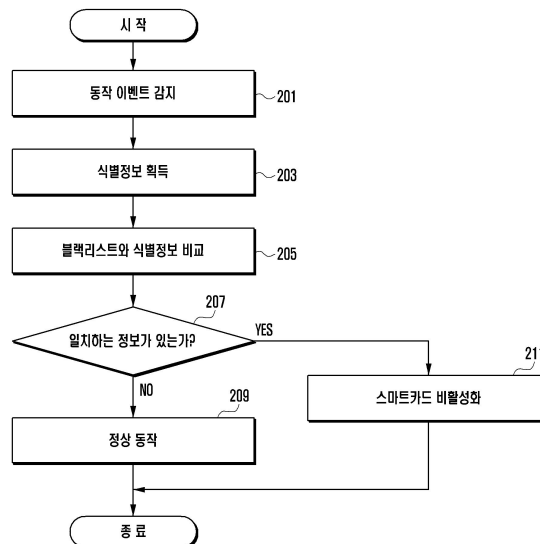 시 작
동작 이벤트 감지
201
식별정보 획득
203
블랙리스트와 식별정보 비교
205
207
일치하는 정보가 있는가?
YES
NO
209
정상 동작
211
스마트카드 비활성화
종 료